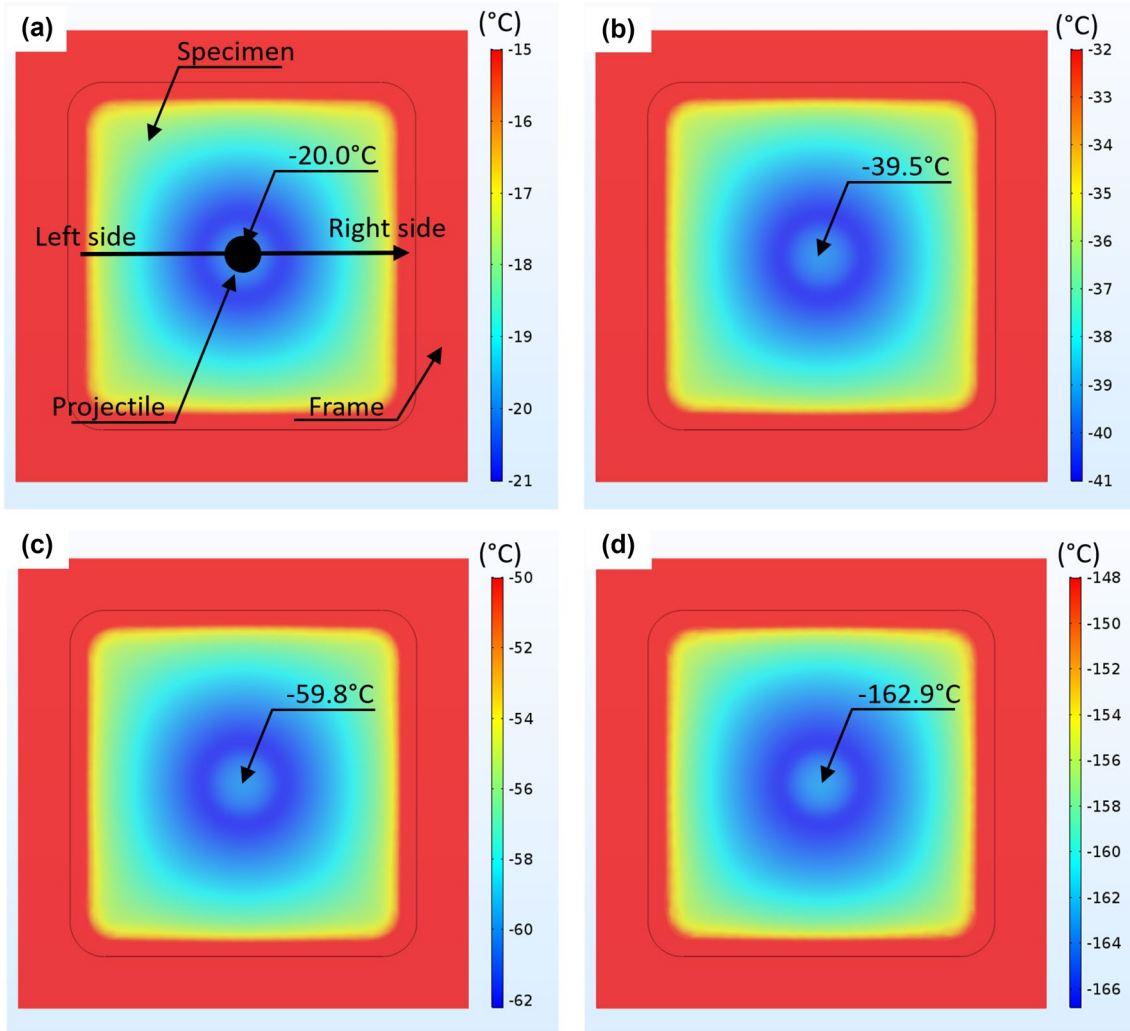 (a)
(°C)
Specimen
-20.0°C
Left side
Right side
Projectile
Frame
-15
-16
-17
-18
-19
-20
-21
(b)
(°C)
-39.5°C
-32
-33
-34
-35
-36
-37
-38
-39
-40
-41
(c)
(°C)
-59.8°C
-50
-52
-54
-56
-58
-60
-62
(d)
(°C)
-162.9°C
-148
-150
-152
-154
-156
-158
-160
-162
-164
-166